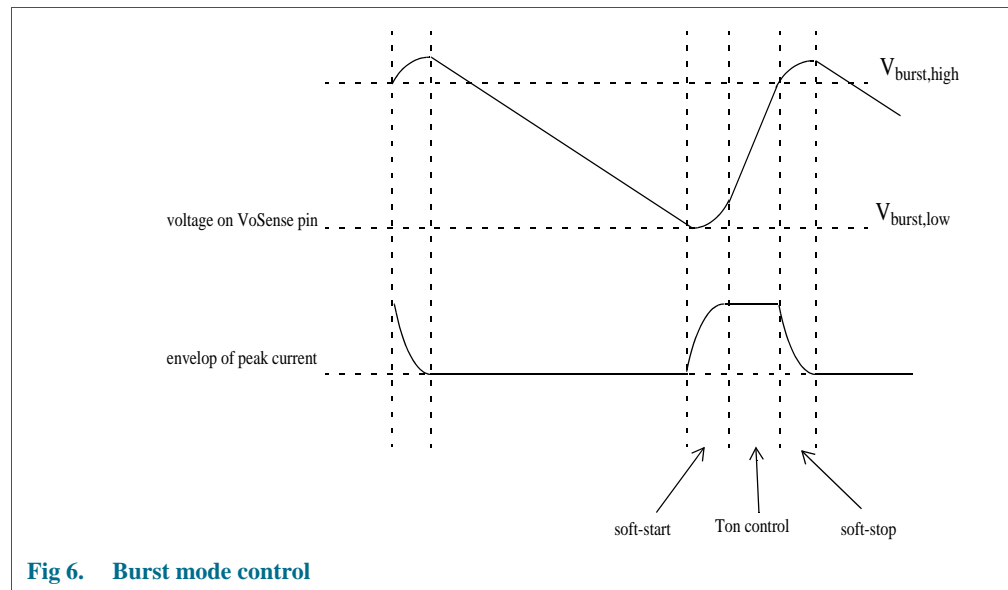 V_burst,high
voltage on VoSense pin
V_burst,low
envelop of peak current
soft-start
Ton control
soft-stop
Fig 6. Burst mode control